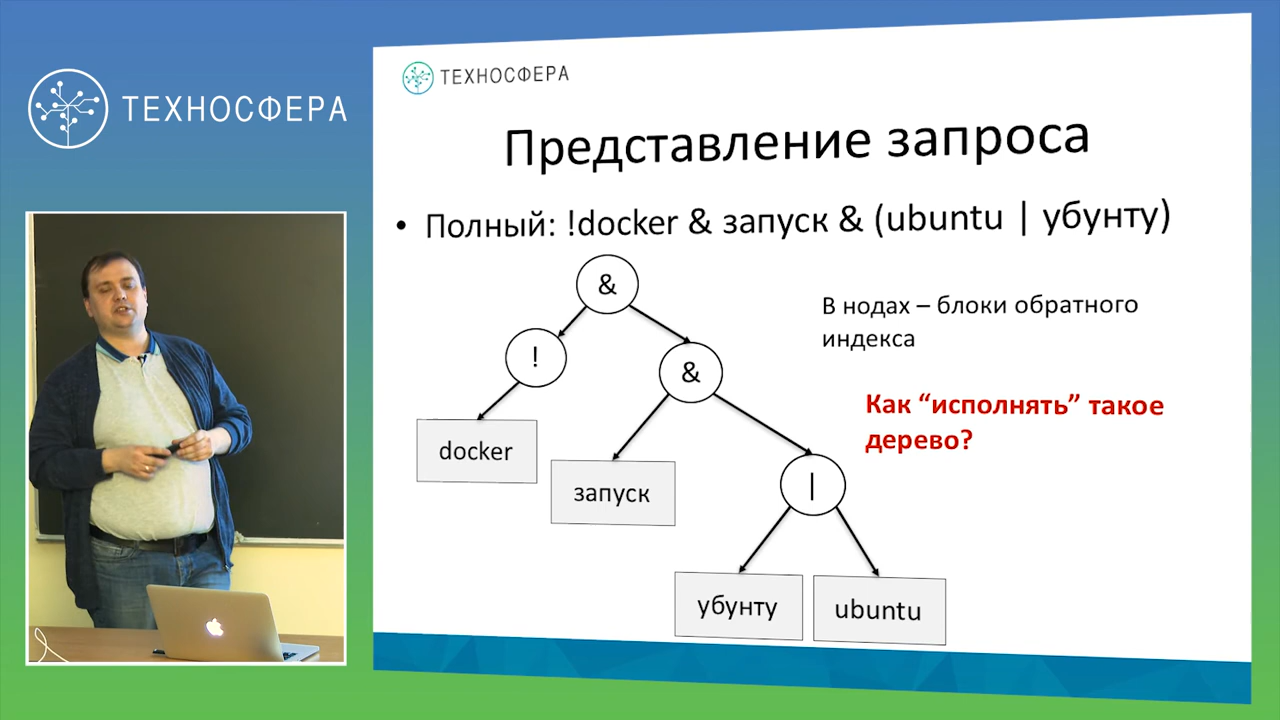 ТЕХНОСФЕРА
ТЕХНОСФЕРА
Представление запроса
• Полный: !docker & запуск & (ubuntu | убунту)
&
В нодах – блоки обратного
индекса
!
&
Как “исполнять” такое
дерево?
docker
запуск
|
убунту
ubuntu